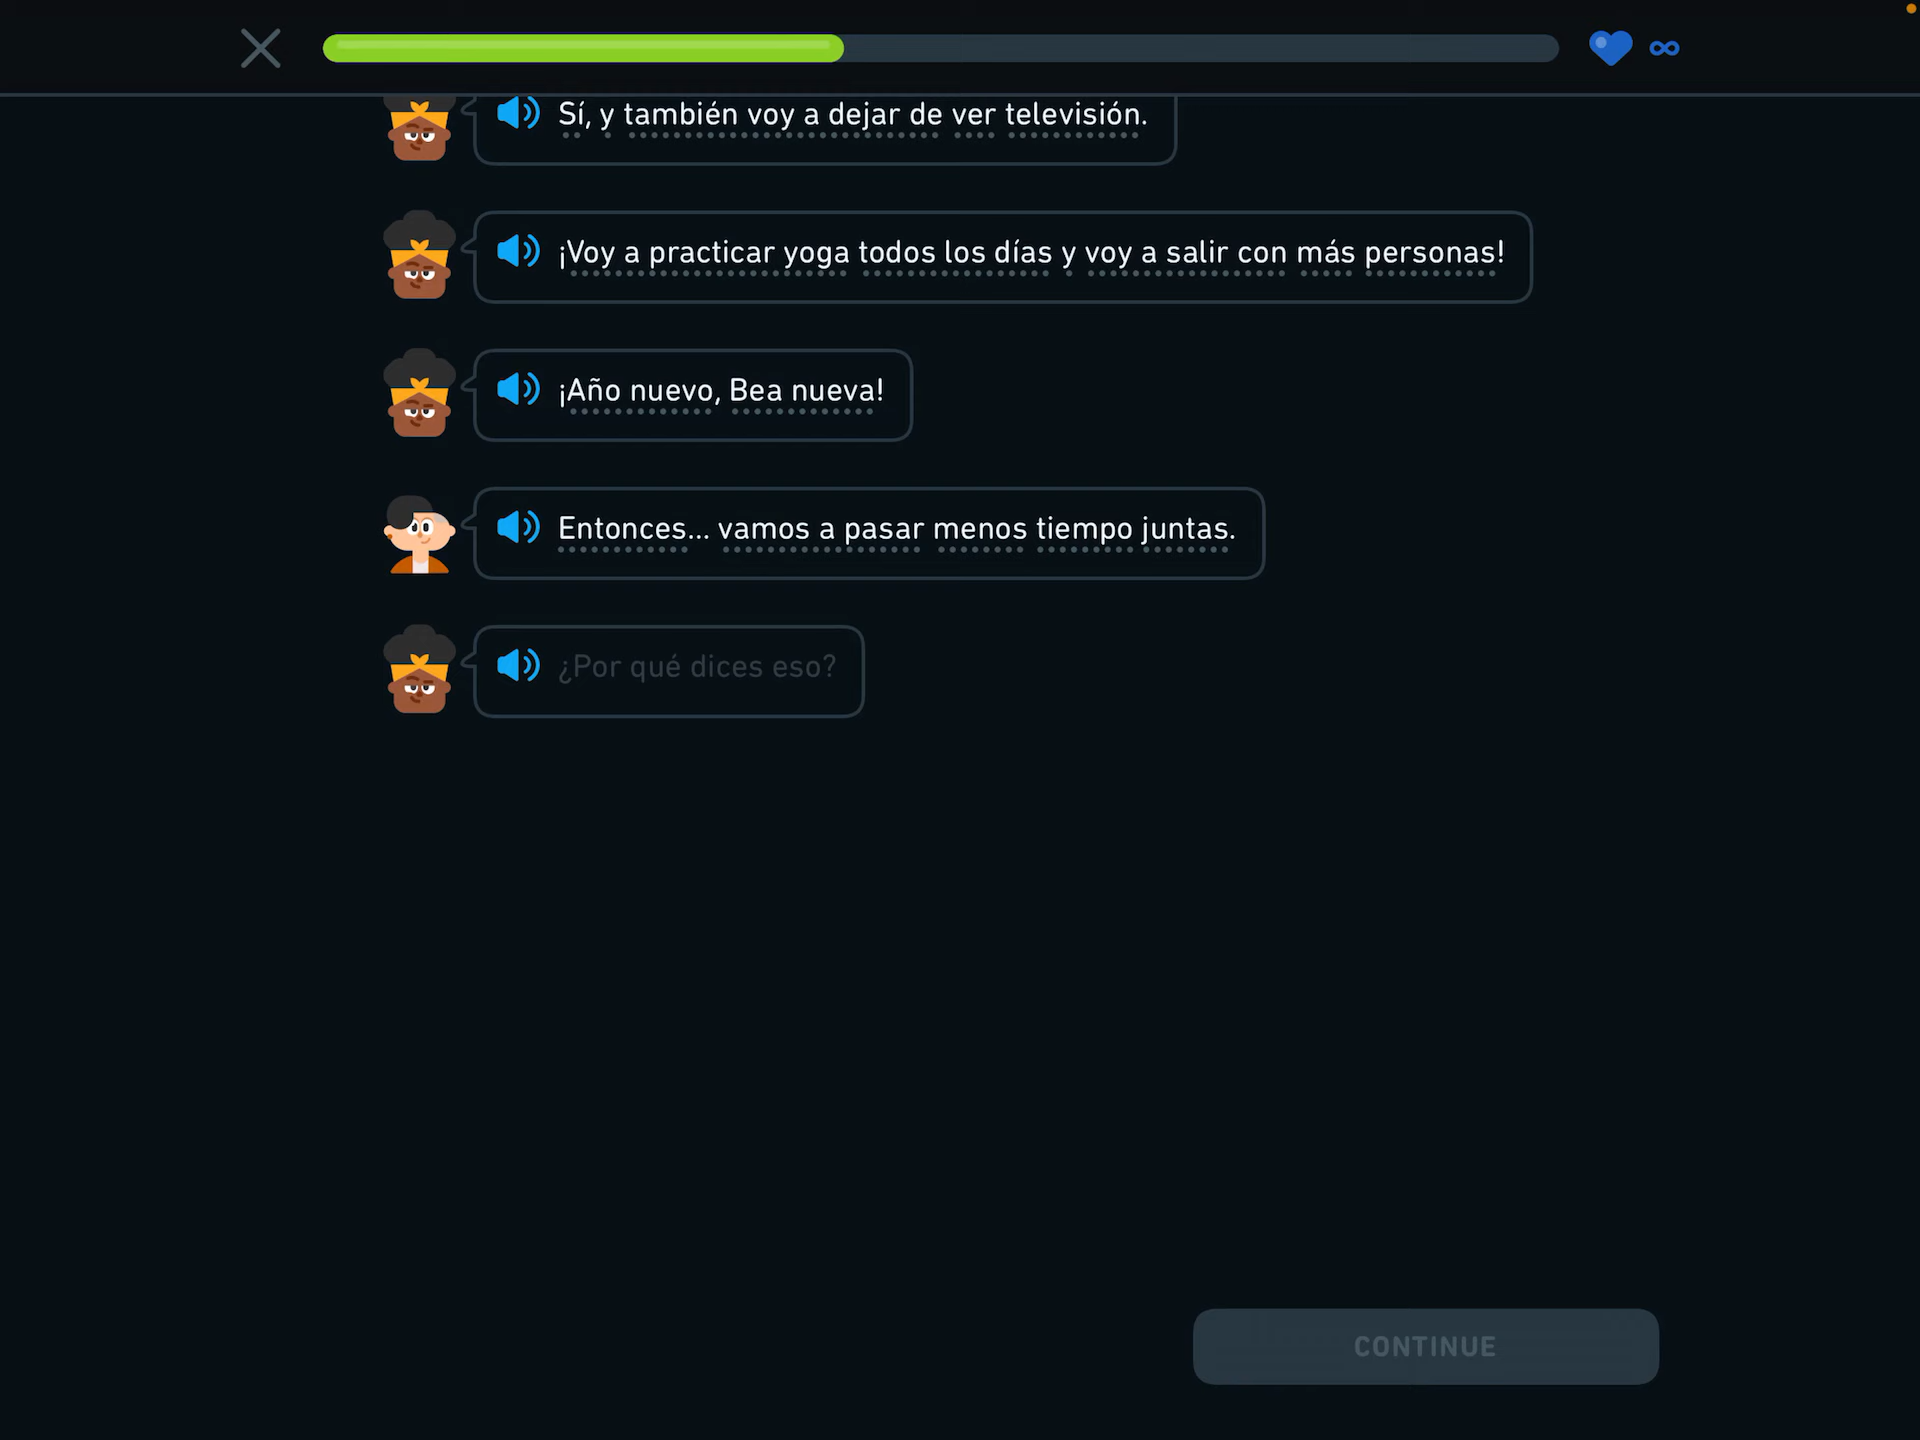 Sí, y también voy a dejar de ver televisión.
¡Voy a practicar yoga todos los días y voy a salir con más personas!
¡Año nuevo, Bea nueva!
Entonces... vamos a pasar menos tiempo juntas.
¿Por qué dices eso?
CONTINUE